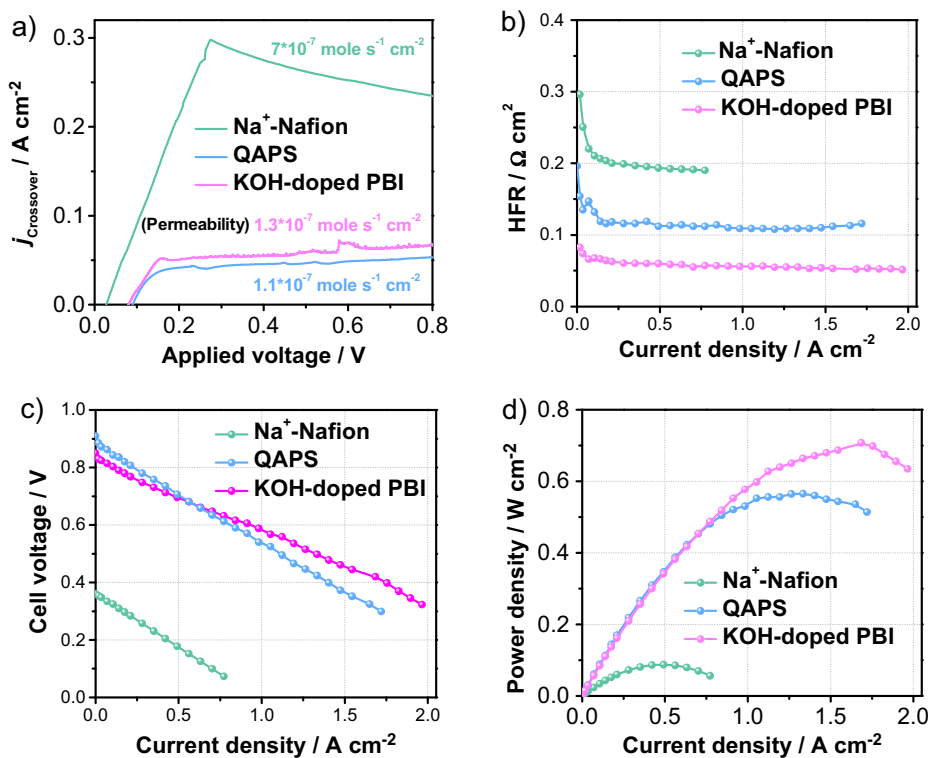 a)
0.3
0.2
0.1
0.0
0.0
0.2
0.4
0.6
0.8
j Crossover / A cm-2
Applied voltage / V
7*10-7 mole s-1 cm-2
Na+-Nafion
QAPS
KOH-doped PBI
(Permeability) 1.3*10-7 mole s-1 cm-2
1.1*10-7 mole s-1 cm-2
b)
0.4
0.3
0.2
0.1
0.0
0.0
0.5
1.0
1.5
2.0
HFR / Ω cm2
Current density / A cm-2
Na+-Nafion
QAPS
KOH-doped PBI
c)
1.0
0.8
0.6
0.4
0.2
0.0
0.0
0.5
1.0
1.5
2.0
Cell voltage / V
Current density / A cm-2
Na+-Nafion
QAPS
KOH-doped PBI
d)
0.8
0.6
0.4
0.2
0.0
0.0
0.5
1.0
1.5
2.0
Power density / W cm-2
Current density / A cm-2
Na+-Nafion
QAPS
KOH-doped PBI